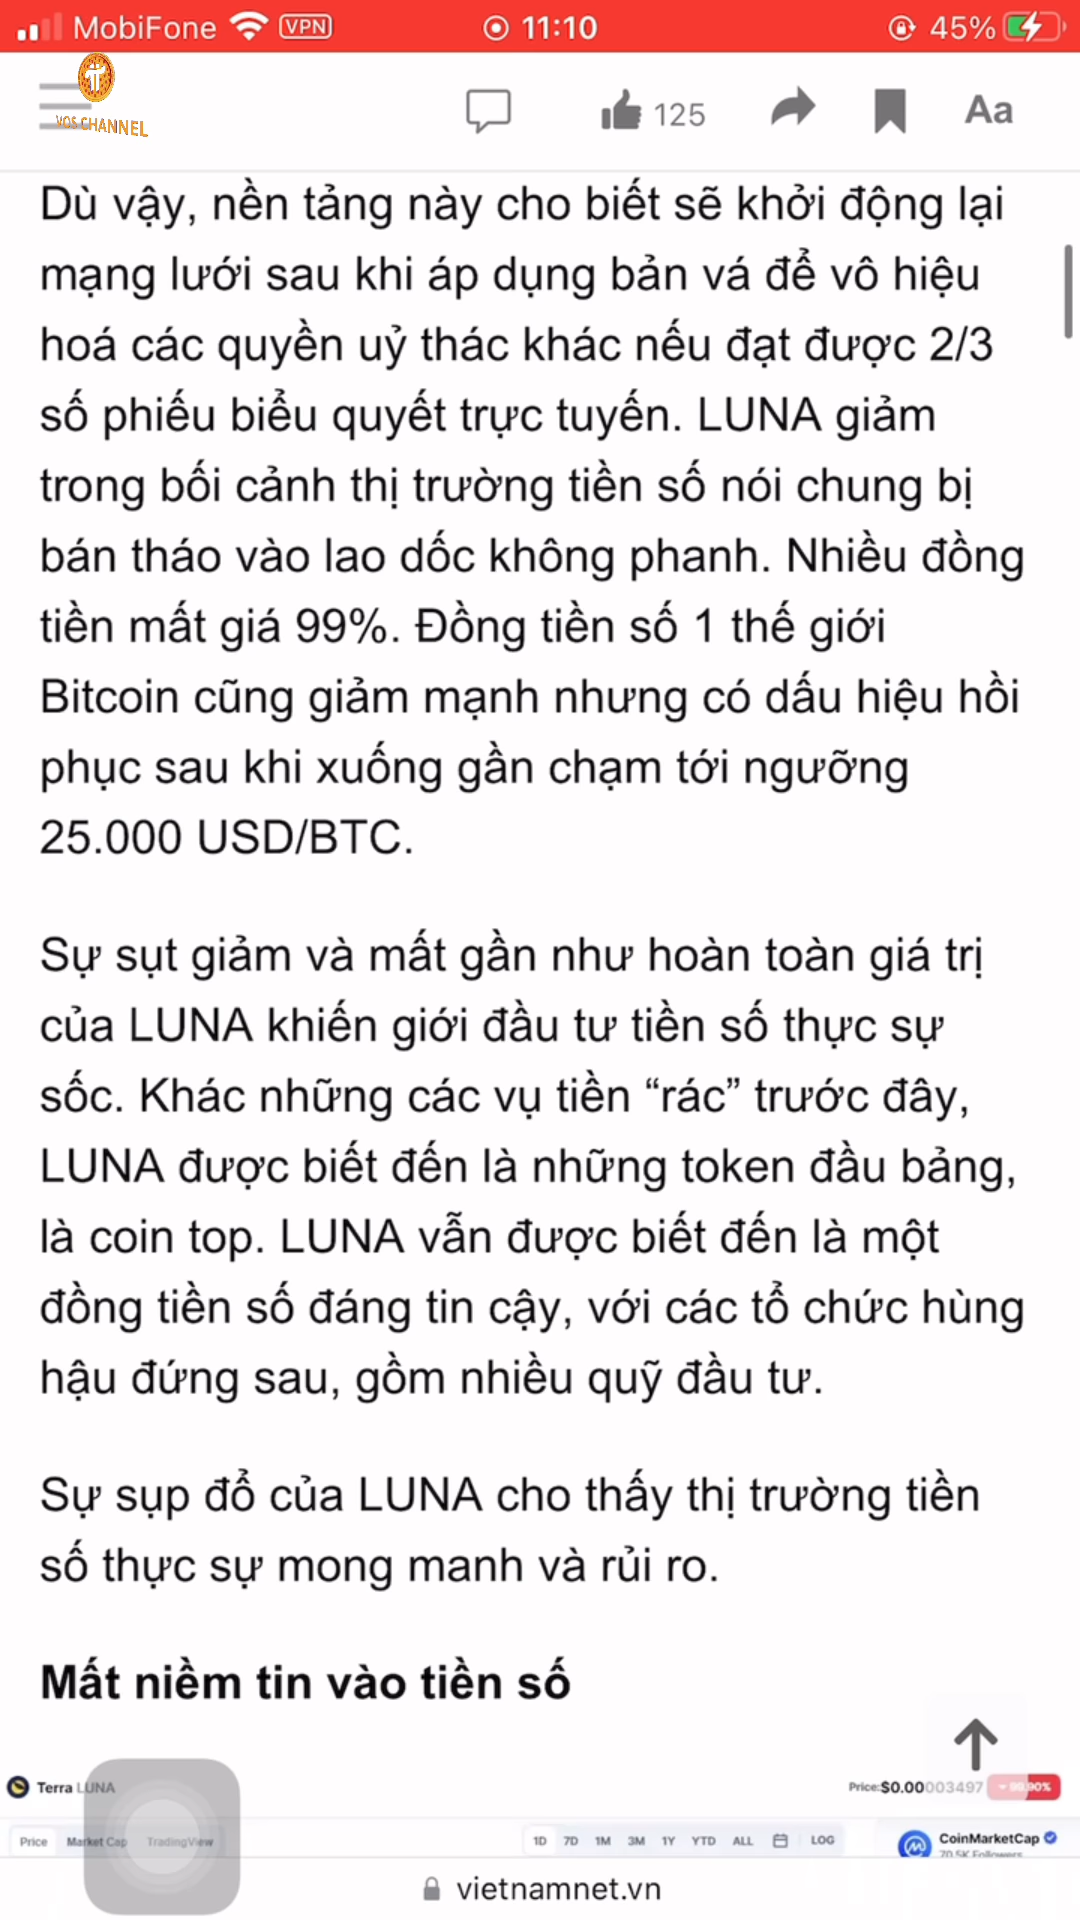 MobiFone VPN 11:10 45%
VOS CHANNEL
125 Aa
Dù vậy, nền tảng này cho biết sẽ khởi động lại
mạng lưới sau khi áp dụng bản vá để vô hiệu
hoá các quyền uỷ thác khác nếu đạt được 2/3
số phiếu biểu quyết trực tuyến. LUNA giảm
trong bối cảnh thị trường tiền số nói chung bị
bán tháo vào lao dốc không phanh. Nhiều đồng
tiền mất giá 99%. Đồng tiền số 1 thế giới
Bitcoin cũng giảm mạnh nhưng có dấu hiệu hồi
phục sau khi xuống gần chạm tới ngưỡng
25.000 USD/BTC.
Sự sụt giảm và mất gần như hoàn toàn giá trị
của LUNA khiến giới đầu tư tiền số thực sự
sốc. Khác những các vụ tiền “rác” trước đây,
LUNA được biết đến là những token đầu bảng,
là coin top. LUNA vẫn được biết đến là một
đồng tiền số đáng tin cậy, với các tổ chức hùng
hậu đứng sau, gồm nhiều quỹ đầu tư.
Sự sụp đổ của LUNA cho thấy thị trường tiền
số thực sự mong manh và rủi ro.
Mất niềm tin vào tiền số
Terra LUNA Price:$0.00003497
Price Market Cap TradingView 1D 7D 1M 3M 1Y YTD ALL LOG CoinMarketCap
70.5K Followers
vietnamnet.vn